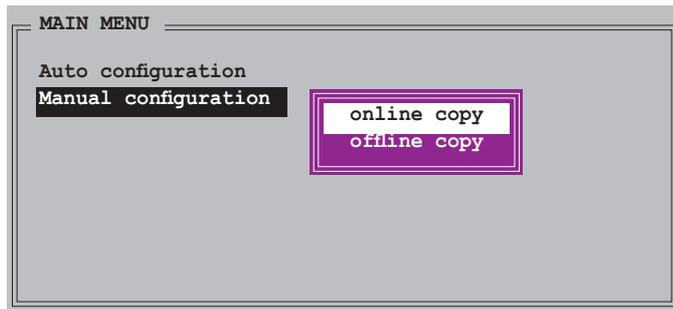 MAIN MENU
Auto configuration
Manual configuration
online copy
offline copy